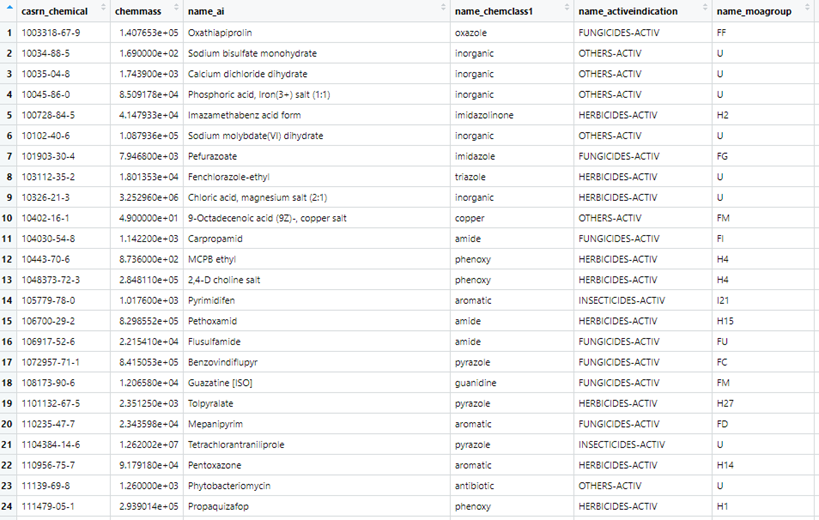 casrn_chemical chemmass name_ai name_chemclass1 name_activeindication name_moagroup
1 1003318-67-9 1.407653e+05 Oxathiapiprolin oxazole FUNGICIDES-ACTIV FF
2 10034-88-5 1.690000e+02 Sodium bisulfate monohydrate inorganic OTHERS-ACTIV U
3 10035-04-8 1.743900e+03 Calcium dichloride dihydrate inorganic OTHERS-ACTIV U
4 10045-86-0 8.509178e+04 Phosphoric acid, Iron(3+) salt (1:1) inorganic OTHERS-ACTIV U
5 100728-84-5 4.147933e+04 Imazamethabenz acid form imidazolinone HERBICIDES-ACTIV H2
6 10102-40-6 1.087936e+05 Sodium molybdate(VI) dihydrate inorganic OTHERS-ACTIV U
7 101903-30-4 7.946800e+03 Pefurazoate imidazole FUNGICIDES-ACTIV FG
8 103112-35-2 1.801353e+04 Fenchlorazole-ethyl triazole HERBICIDES-ACTIV U
9 10326-21-3 3.252960e+06 Chloric acid, magnesium salt (2:1) inorganic HERBICIDES-ACTIV U
10 10402-16-1 4.900000e+01 9-Octadecenoic acid (9Z)-, copper salt copper OTHERS-ACTIV FM
11 104030-54-8 1.142200e+03 Carpropamid amide FUNGICIDES-ACTIV FI
12 10443-70-6 8.736000e+02 MCPB ethyl phenoxy HERBICIDES-ACTIV H4
13 1048373-72-3 2.848110e+05 2,4-D choline salt phenoxy HERBICIDES-ACTIV H4
14 105779-78-0 1.017600e+03 Pyrimidifen aromatic INSECTICIDES-ACTIV I21
15 106700-29-2 8.298552e+05 Pethoxamid amide HERBICIDES-ACTIV H15
16 106917-52-6 2.215410e+04 Flusulfamide amide FUNGICIDES-ACTIV FU
17 1072957-71-1 8.415053e+05 Benzovindiflupyr pyrazole FUNGICIDES-ACTIV FC
18 108173-90-6 1.206580e+04 Guazatine [ISO] guanidine FUNGICIDES-ACTIV FM
19 1101132-67-5 2.351250e+03 Tolpyralate pyrazole HERBICIDES-ACTIV H27
20 110235-47-7 2.343598e+04 Mepanipyrim aromatic FUNGICIDES-ACTIV FD
21 1104384-14-6 1.262002e+07 Tetrachlorantraniliprole pyrazole INSECTICIDES-ACTIV U
22 110956-75-7 9.179180e+04 Pentoxazone aromatic HERBICIDES-ACTIV H14
23 11139-69-8 1.260000e+03 Phytobacteriomycin antibiotic OTHERS-ACTIV U
24 111479-05-1 2.939014e+05 Propaquizafop phenoxy HERBICIDES-ACTIV H1